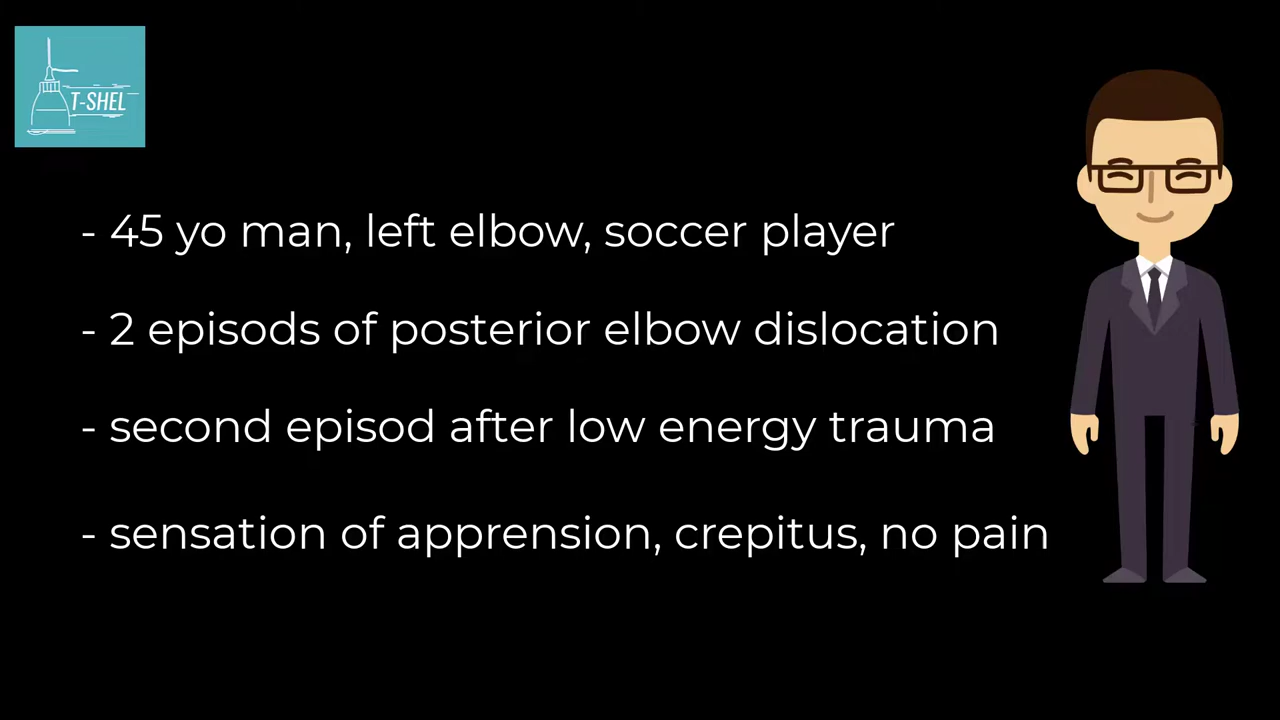 T-SHEL
- 45 yo man, left elbow, soccer player
- 2 episods of posterior elbow dislocation
- second episod after low energy trauma
- sensation of apprension, crepitus, no pain